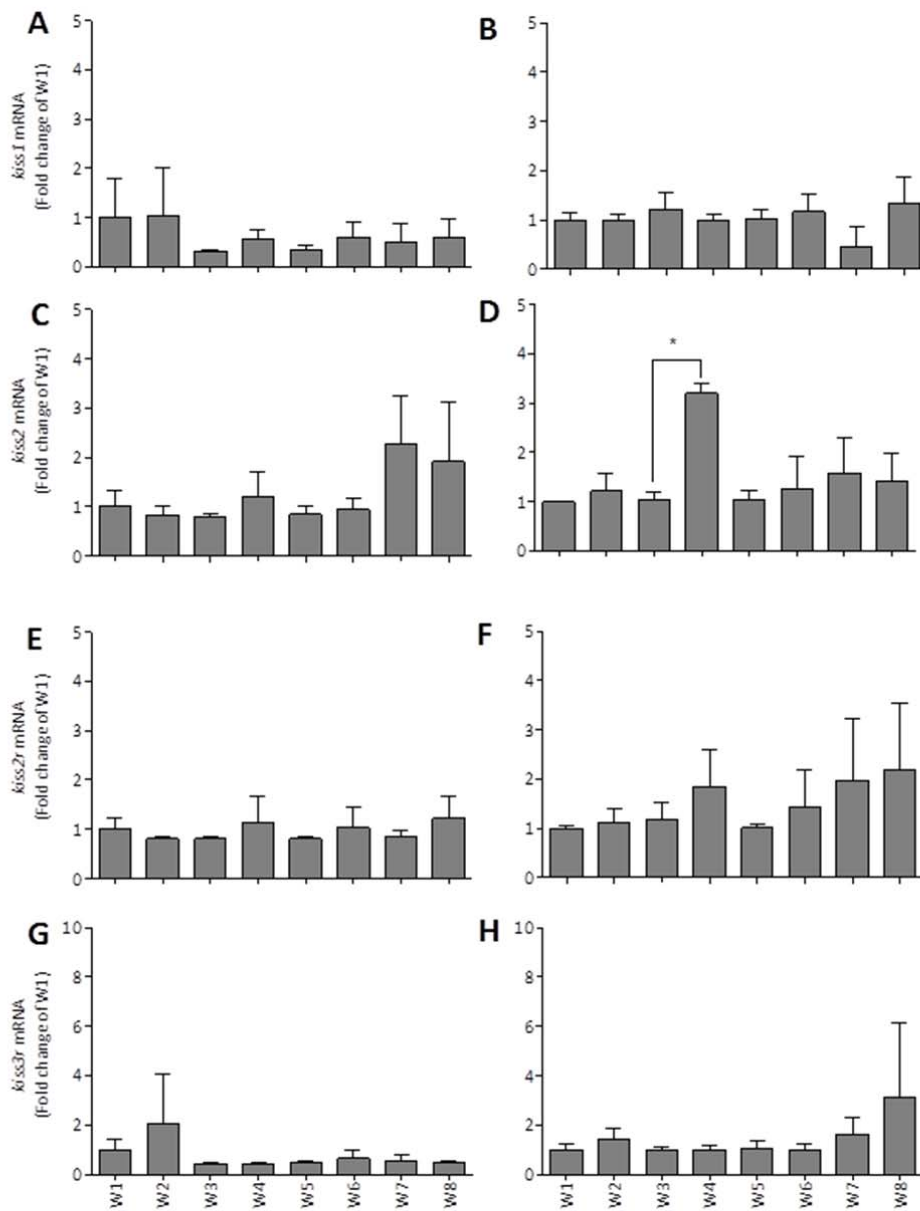 A
B
kiss1 mRNA
(Fold change of W1)
5
4
3
2
1
0
5
4
3
2
1
0
C
D
kiss2 mRNA
(Fold change of W1)
5
4
3
2
1
0
5
4
3
2
1
0
*
E
F
kiss2r mRNA
(Fold change of W1)
5
4
3
2
1
0
5
4
3
2
1
0
G
H
kiss3r mRNA
(Fold change of W1)
10
8
6
4
2
0
10
8
6
4
2
0
W1 W2 W3 W4 W5 W6 W7 W8
W1 W2 W3 W4 W5 W6 W7 W8